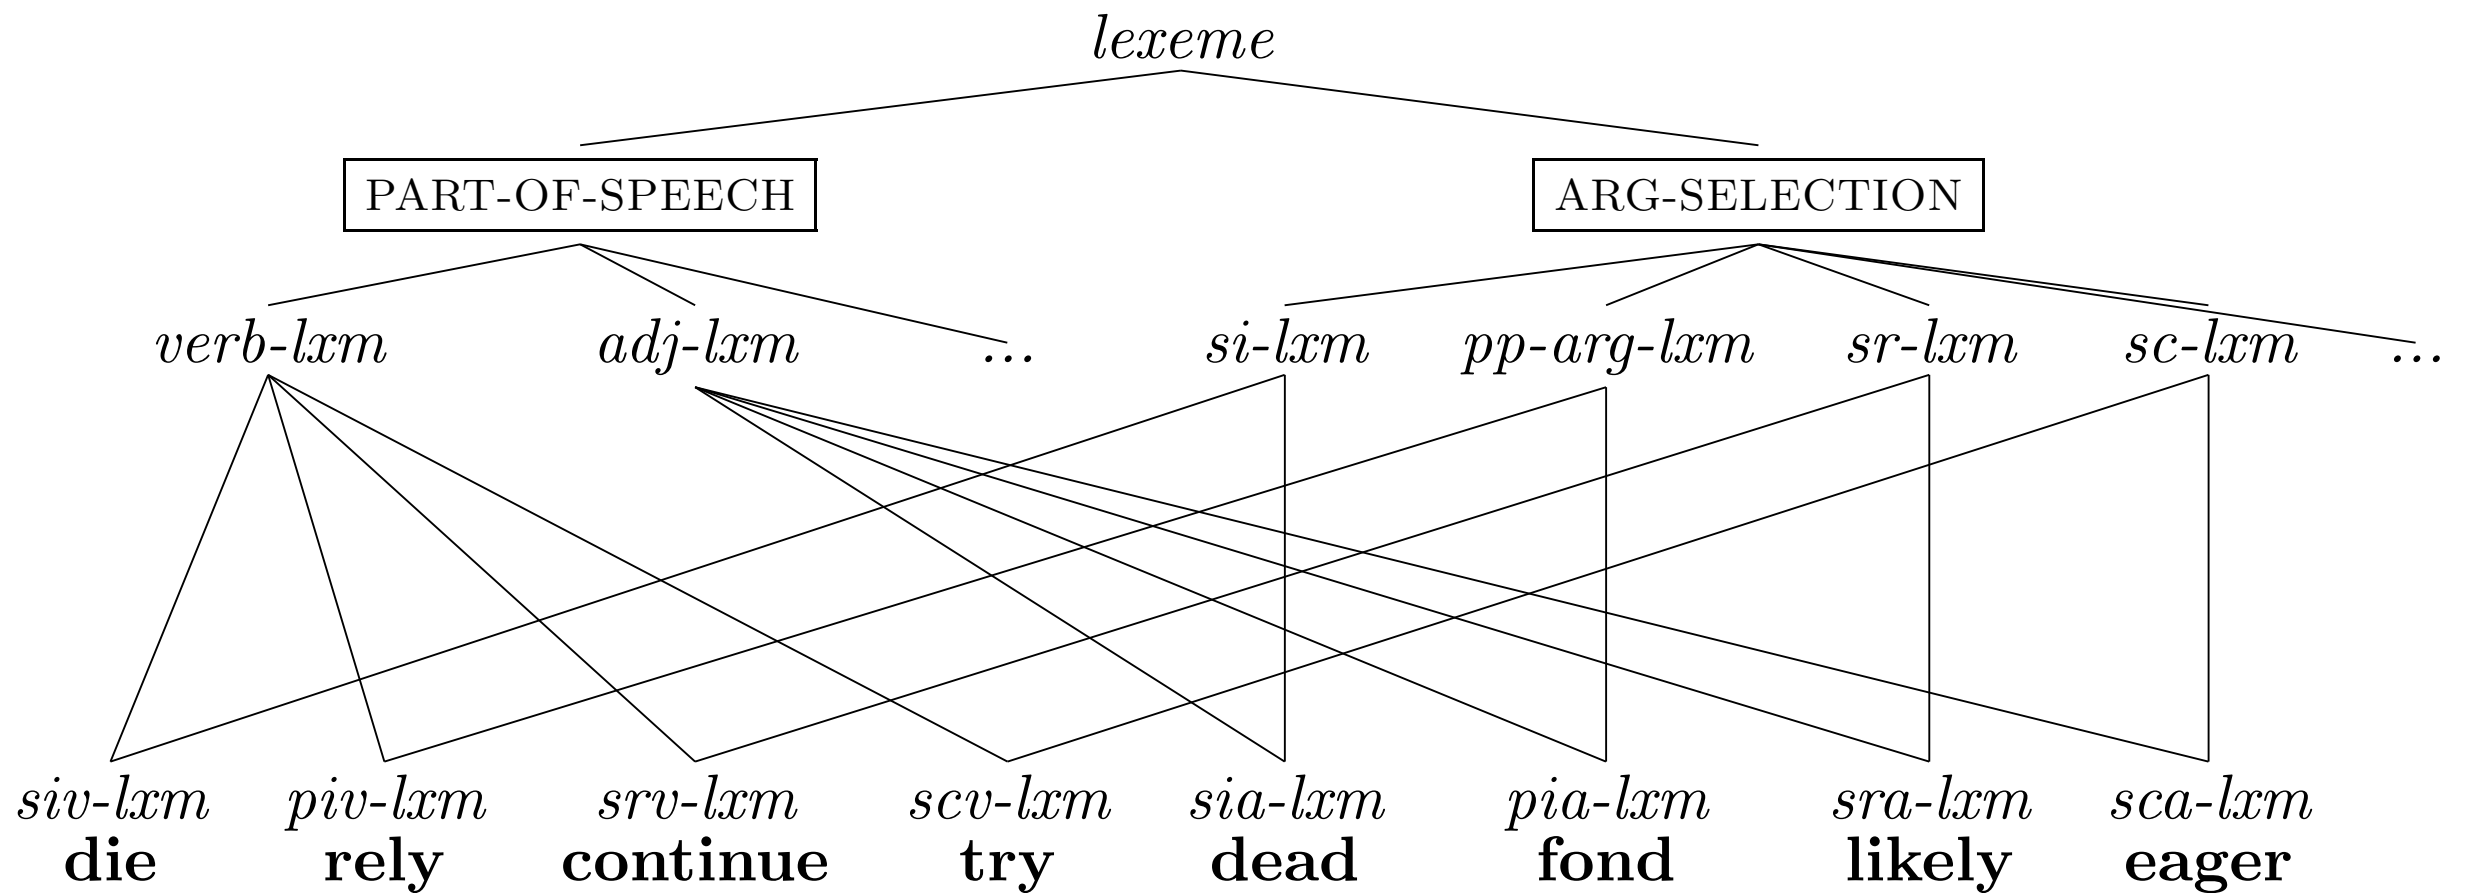 lexeme
PART-OF-SPEECH ARG-SELECTION
verb-lxm adj-lxm ... si-lxm pp-arg-lxm sr-lxm sc-lxm ...
siv-lxm piv-lxm srv-lxm scv-lxm sia-lxm pia-lxm sra-lxm sca-lxm
die rely continue try dead fond likely eager